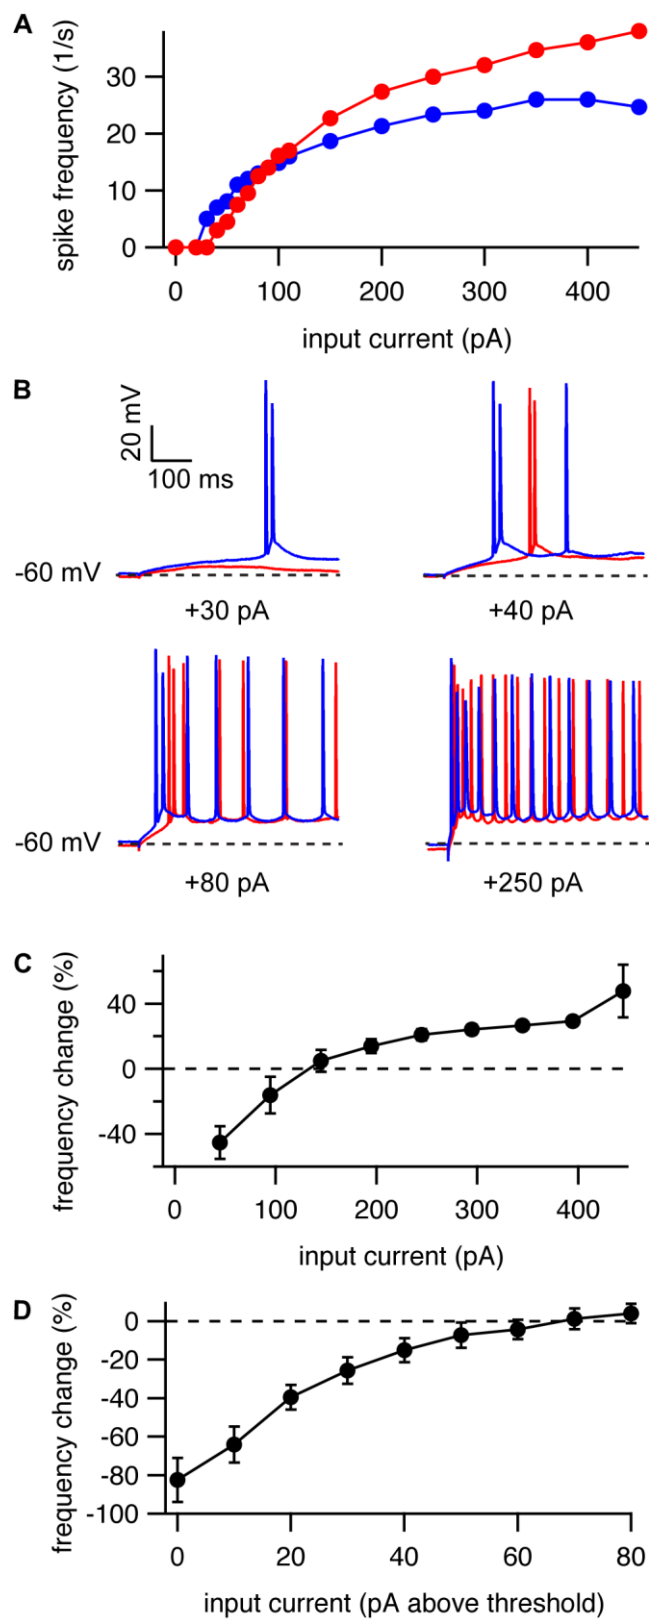 A
spike frequency (1/s)
30
20
10
0
0 100 200 300 400
input current (pA)
B
20 mV
100 ms
-60 mV
+30 pA +40 pA
-60 mV
+80 pA +250 pA
C
frequency change (%)
40
0
-40
0 100 200 300 400
input current (pA)
D
frequency change (%)
0
-20
-40
-60
-80
-100
0 20 40 60 80
input current (pA above threshold)